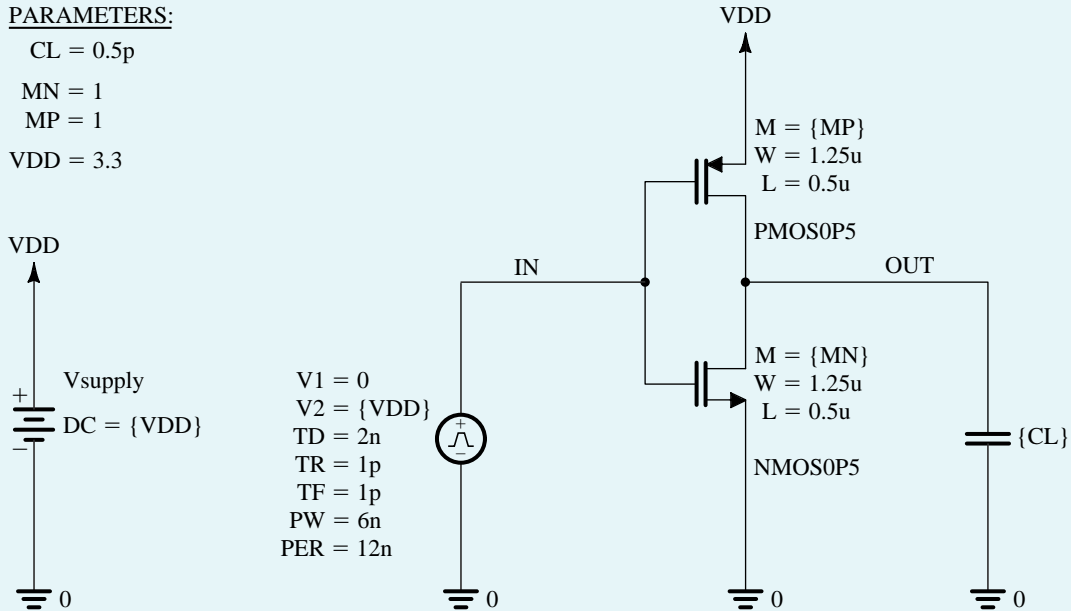 PARAMETERS:
CL = 0.5p
MN = 1
MP = 1
VDD = 3.3
VDD
+
−
Vsupply
DC = {VDD}
0
V1 = 0
V2 = {VDD}
TD = 2n
TR = 1p
TF = 1p
PW = 6n
PER = 12n
+
−
0
IN
VDD
M = {MP}
W = 1.25u
L = 0.5u
PMOS0P5
OUT
M = {MN}
W = 1.25u
L = 0.5u
NMOS0P5
0
{CL}
0